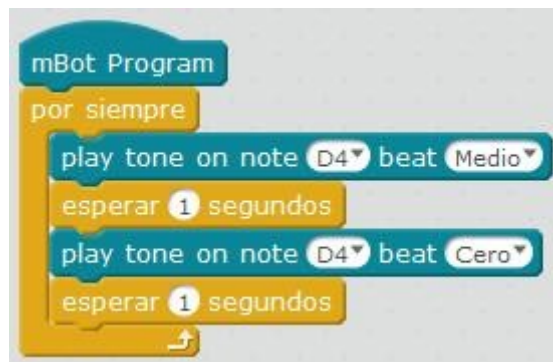 mBot Program
por siempre
play tone on note D4 beat Medio
esperar 1 segundos
play tone on note D4 beat Cero
esperar 1 segundos